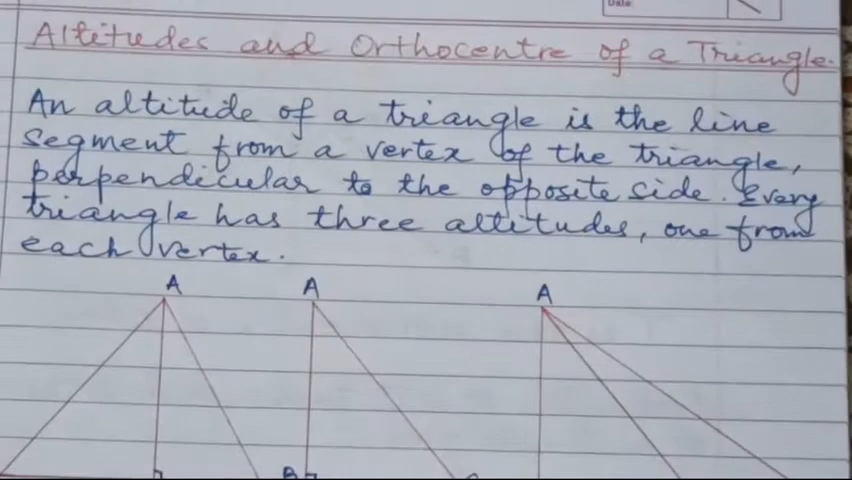 Date:
Altitudes and Orthocentre of a Triangle.
An altitude of a triangle is the line
segment from a vertex of the triangle,
perpendicular to the opposite side. Every
triangle has three altitudes, one from
each vertex.
A A A
B